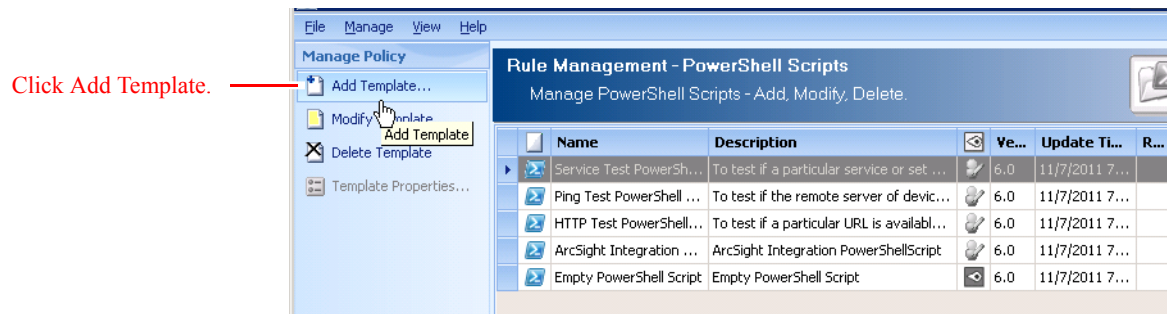 File Manage View Help
Manage Policy
Click Add Template.
Add Template...
Modify Template
Add Template
Delete Template
Template Properties...
Rule Management - PowerShell Scripts
Manage PowerShell Scripts - Add, Modify, Delete.
Name Description Ve... Update Ti... R...
Service Test PowerSh... To test if a particular service or set ... 6.0 11/7/2011 7...
Ping Test PowerShell ... To test if the remote server of devic... 6.0 11/7/2011 7...
HTTP Test PowerShell... To test if a particular URL is availabl... 6.0 11/7/2011 7...
ArcSight Integration ... ArcSight Integration PowerShellScript 6.0 11/7/2011 7...
Empty PowerShell Script Empty PowerShell Script 6.0 11/7/2011 7...